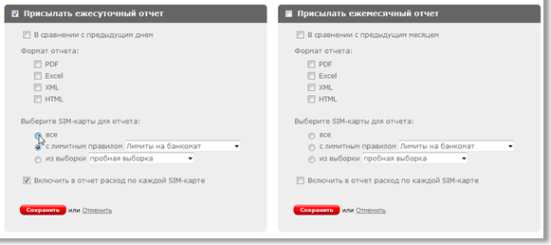 Присылать ежесуточный отчет
В сравнении с предыдущим днем
Формат отчета:
PDF
Excel
XML
HTML
Выберите SIM-карты для отчета:
все
с лимитным правилом Лимиты на банкомат
из выборки пробная выборка
Включить в отчет расход по каждой SIM-карте
Сохранить или Отменить
Присылать ежемесячный отчет
В сравнении с предыдущим месяцем
Формат отчета:
PDF
Excel
XML
HTML
Выберите SIM-карты для отчета:
все
с лимитным правилом Лимиты на банкомат
из выборки пробная выборка
Включить в отчет расход по каждой SIM-карте
Сохранить или Отменить